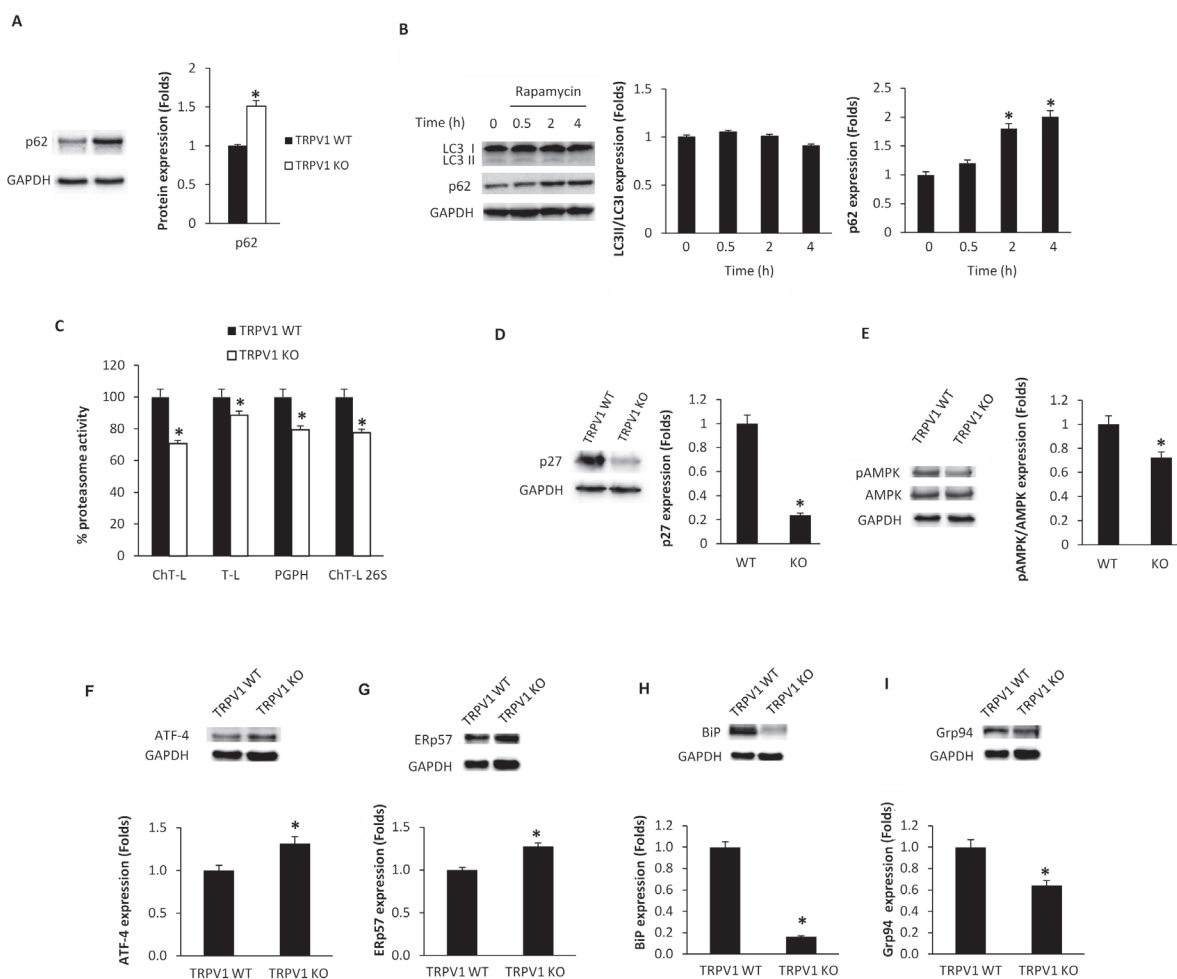 A
p62
GAPDH
Protein expression (Folds)
2
1.5
1
0.5
0
*
p62
TRPV1 WT
TRPV1 KO
B
Rapamycin
Time (h) 0 0.5 2 4
LC3 I
LC3 II
p62
GAPDH
LC3II/LC3I expression (Folds)
1.5
1
0.5
0
0 0.5 2 4
Time (h)
p62 expression (Folds)
2.5
2
1.5
1
0.5
0
* *
0 0.5 2 4
Time (h)
C
TRPV1 WT
TRPV1 KO
% proteasome activity
120
100
80
60
40
20
0
* * * *
ChT-L T-L PGPH ChT-L 26S
D
TRPV1 WT TRPV1 KO
p27
GAPDH
p27 expression (Folds)
1.2
1
0.8
0.6
0.4
0.2
0
*
WT KO
E
TRPV1 WT TRPV1 KO
pAMPK
AMPK
GAPDH
pAMPK/AMPK expression (Folds)
1.2
1
0.8
0.6
0.4
0.2
0
*
WT KO
F
TRPV1 WT TRPV1 KO
ATF-4
GAPDH
ATF-4 expression (Folds)
1.5
1.0
0.5
0.0
*
TRPV1 WT TRPV1 KO
G
TRPV1 WT TRPV1 KO
ERp57
GAPDH
ERp57 expression (Folds)
1.5
1.0
0.5
0.0
*
TRPV1 WT TRPV1 KO
H
TRPV1 WT TRPV1 KO
BiP
GAPDH
BiP expression (Folds)
1.2
1.0
0.8
0.6
0.4
0.2
0.0
*
TRPV1 WT TRPV1 KO
I
TRPV1 WT TRPV1 KO
Grp94
GAPDH
Grp94 expression (Folds)
1.2
1.0
0.8
0.6
0.4
0.2
0.0
*
TRPV1 WT TRPV1 KO